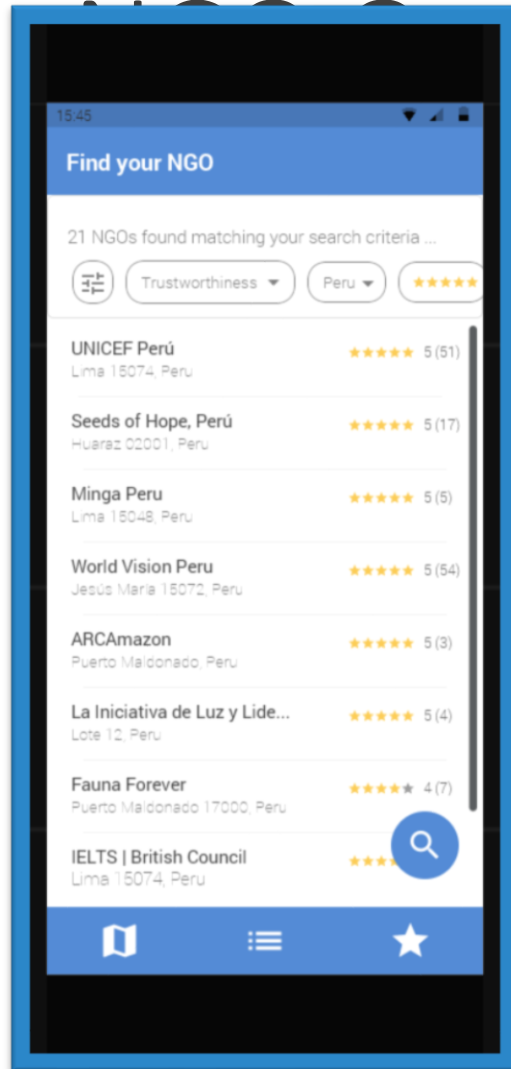 15:45
Find your NGO
21 NGOs found matching your search criteria ...
Trustworthiness Peru
UNICEF Perú 5 (51)
Lima 15074, Peru
Seeds of Hope, Perú 5 (17)
Huaraz 02001, Peru
Minga Peru 5 (5)
Lima 15048, Peru
World Vision Peru 5 (54)
Jesús María 15072, Peru
ARCAmazon 5 (3)
Puerto Maldonado, Peru
La Iniciativa de Luz y Lide... 5 (4)
Lote 12, Peru
Fauna Forever 4 (7)
Puerto Maldonado 17000, Peru
IELTS | British Council
Lima 15074, Peru